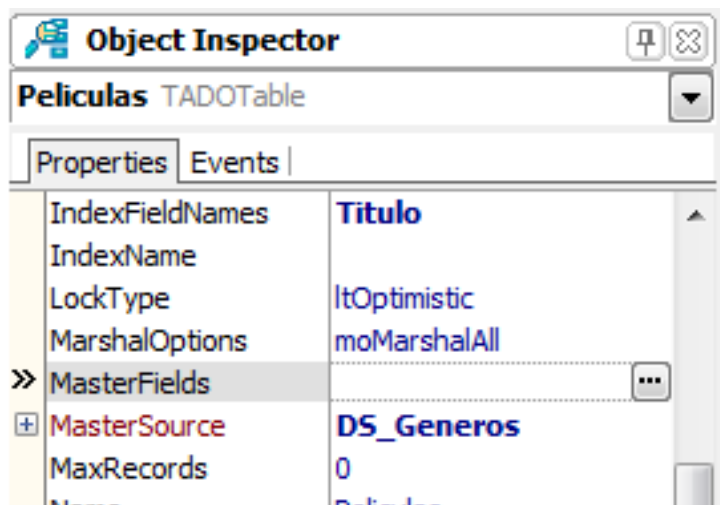 Object Inspector
Peliculas TADOTable
Properties Events
IndexFieldNames Titulo
IndexName
LockType ltOptimistic
MarshalOptions moMarshalAll
MasterFields
MasterSource DS_Generos
MaxRecords 0